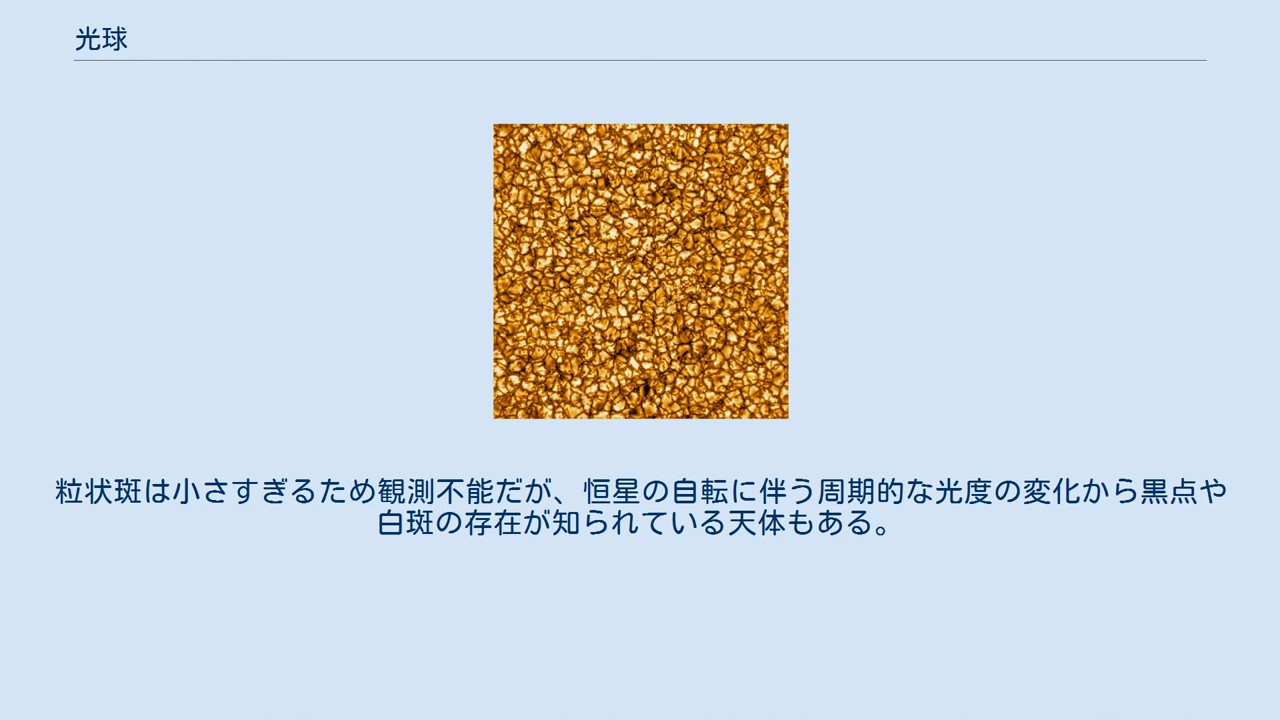 光球
粒状斑は小さすぎるため観測不能だが、恒星の自転に伴う周期的な光度の変化から黒点や
白斑の存在が知られている天体もある。